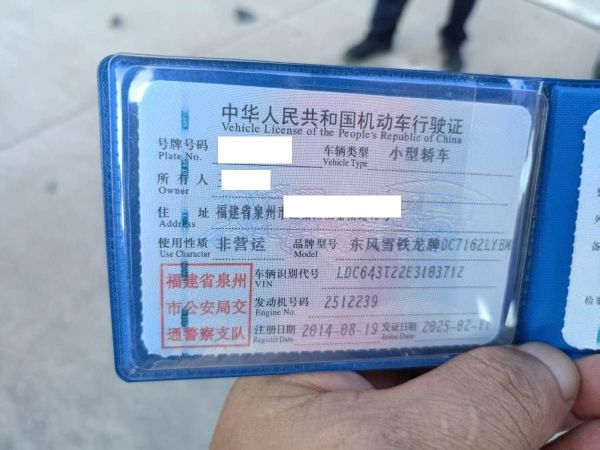 中华人民共和国机动车行驶证
Vehicle License of the People's Republic of China
号牌号码 车辆类型 小型轿车
Plate No. Vehicle Type
所有人
Owner
住址 福建省泉州市
Address
使用性质 非营运 品牌型号 东风雪铁龙牌DC7162LYBM
Use Character Model
福建省泉州
市公安局交
通警察支队
车辆识别代号 LDC643T22E3103712
VIN
发动机号码 2512239
Engine No.
注册日期 2014-08-19 发证日期 2025-02-11
Register Date Issue Date